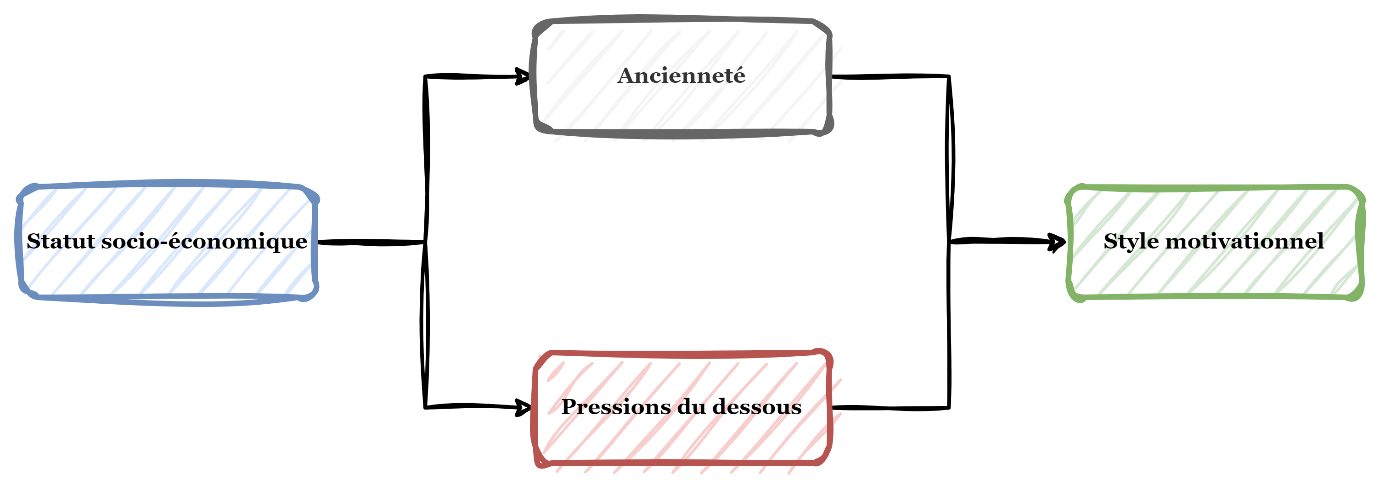 Ancienneté
Statut socio-économique
Style motivationnel
Pressions du dessous